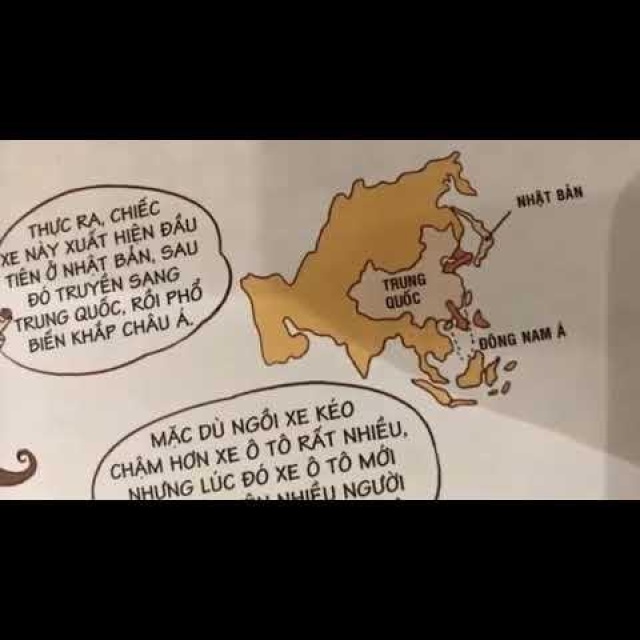 THỰC RA, CHIẾC
XE NÀY XUẤT HIỆN ĐẦU
TIÊN Ở NHẬT BẢN, SAU
ĐÓ TRUYỀN SANG
TRUNG QUỐC, RỒI PHỔ
BIẾN KHẮP CHÂU Á.
NHẬT BẢN
TRUNG
QUỐC
ĐÔNG NAM Á
MẶC DÙ NGỒI XE KÉO
CHẬM HƠN XE Ô TÔ RẤT NHIỀU,
NHƯNG LÚC ĐÓ XE Ô TÔ MỚI
NHIỀU NGƯỜI